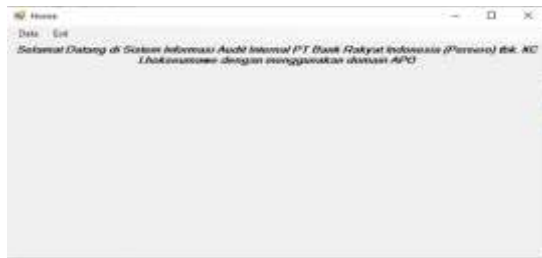 Home
Data Exit
Selamat Datang di Sistem Informasi Audit Internal PT Bank Rakyat Indonesia (Persero) tbk. KC
Lhokseumawe dengan menggunakan domain APO